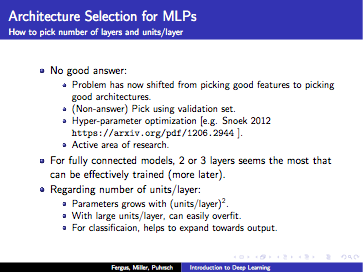 Architecture Selection for MLPs
How to pick number of layers and units/layer
No good answer:
Problem has now shifted from picking good features to picking
good architectures.
(Non-answer) Pick using validation set.
Hyper-parameter optimization [e.g. Snoek 2012
https://arxiv.org/pdf/1206.2944 ].
Active area of research.
For fully connected models, 2 or 3 layers seems the most that
can be effectively trained (more later).
Regarding number of units/layer:
Parameters grows with (units/layer)².
With large units/layer, can easily overfit.
For classificaion, helps to expand towards output.
Fergus, Miller, Puhrsch Introduction to Deep Learning